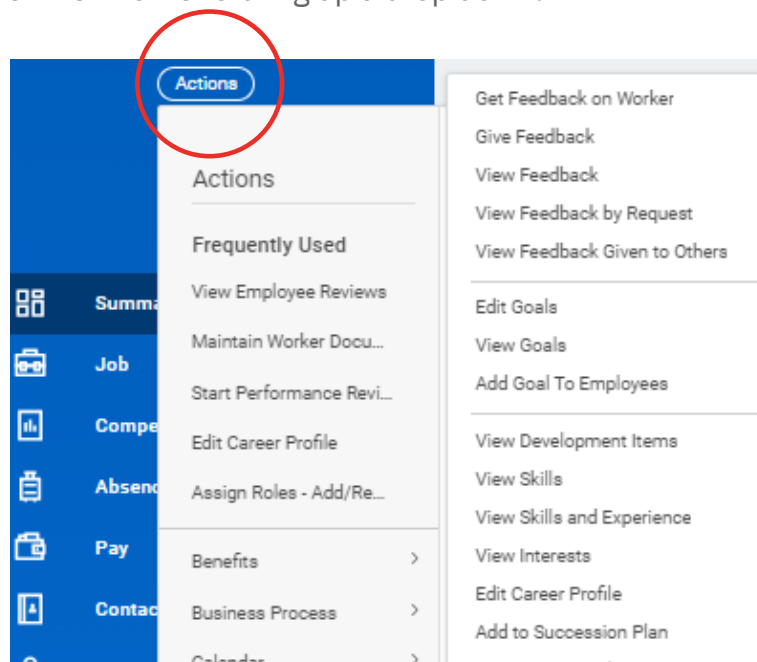 Actions
Actions
Frequently Used
View Employee Reviews
Maintain Worker Docu...
Start Performance Revi...
Edit Career Profile
Assign Roles - Add/Re...
Benefits
Business Process
Calendar
Summa
Job
Compe
Absenc
Pay
Contac
Get Feedback on Worker
Give Feedback
View Feedback
View Feedback by Request
View Feedback Given to Others
Edit Goals
View Goals
Add Goal To Employees
View Development Items
View Skills
View Skills and Experience
View Interests
Edit Career Profile
Add to Succession Plan